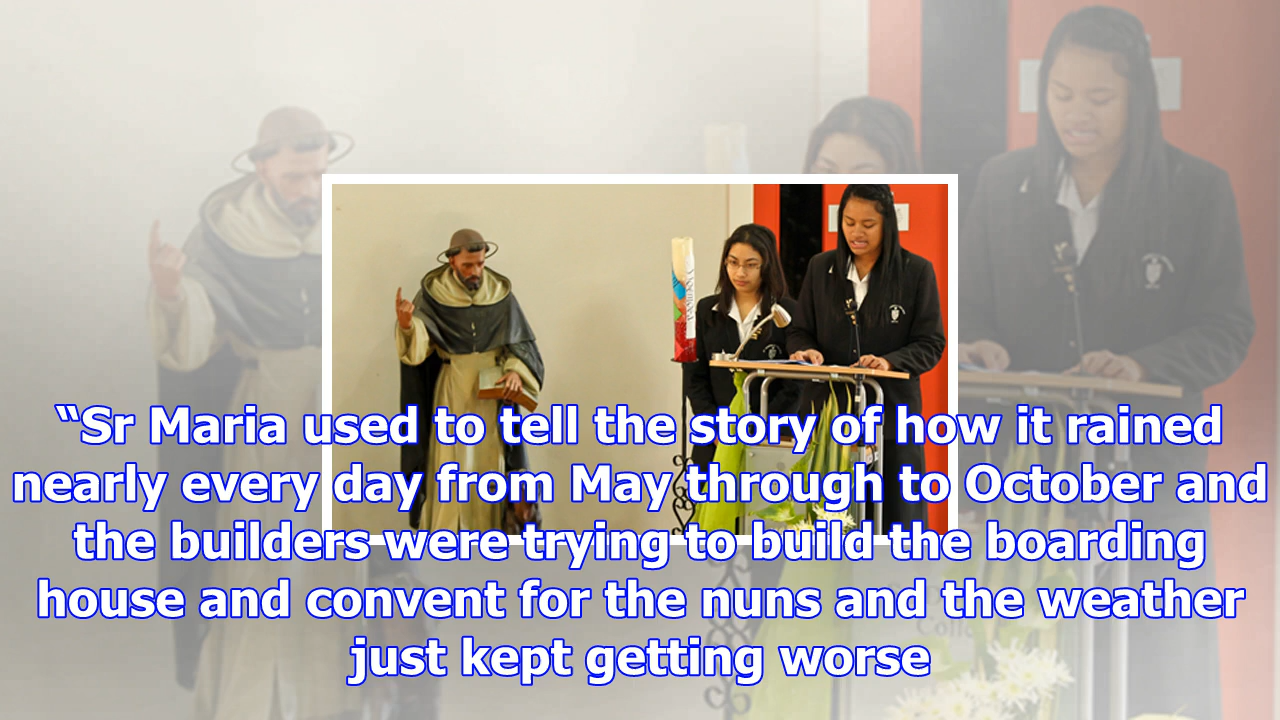 “Sr Maria used to tell the story of how it rained
nearly every day from May through to October and
the builders were trying to build the boarding
house and convent for the nuns and the weather
just kept getting worse